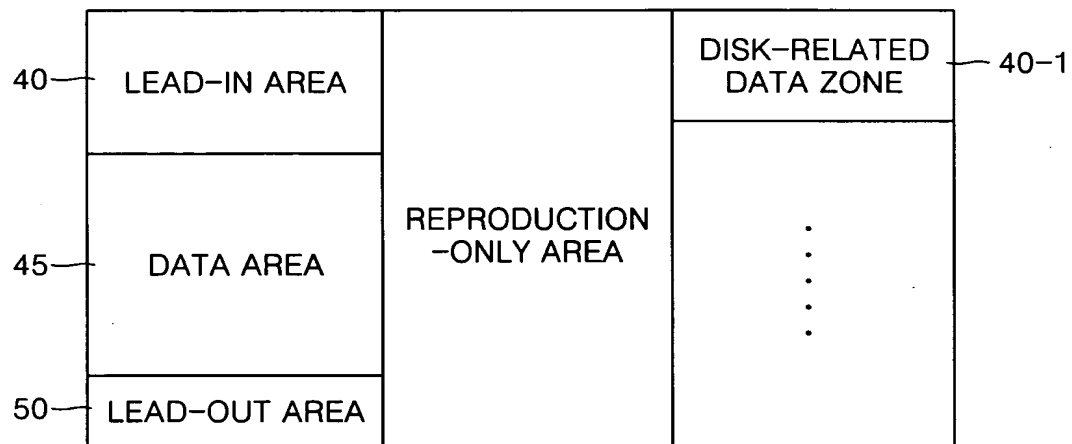 40
LEAD-IN AREA
45
DATA AREA
50
LEAD-OUT AREA
REPRODUCTION
-ONLY AREA
DISK-RELATED
DATA ZONE
40-1